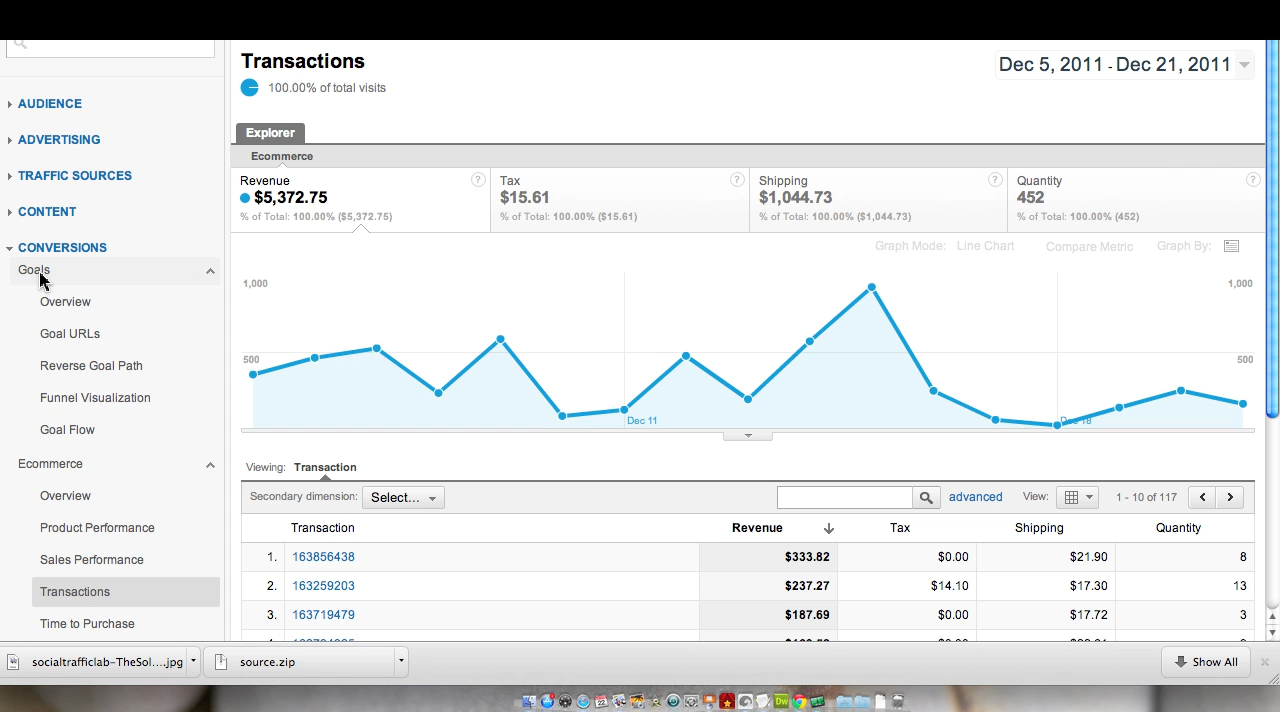 Transactions
Dec 5, 2011 - Dec 21, 2011
100.00% of total visits
AUDIENCE
ADVERTISING
TRAFFIC SOURCES
CONTENT
CONVERSIONS
Goals
Overview
Goal URLs
Reverse Goal Path
Funnel Visualization
Goal Flow
Ecommerce
Overview
Product Performance
Sales Performance
Transactions
Time to Purchase
Explorer
Ecommerce
Revenue
$5,372.75
% of Total: 100.00% ($5,372.75)
Tax
$15.61
% of Total: 100.00% ($15.61)
Shipping
$1,044.73
% of Total: 100.00% ($1,044.73)
Quantity
452
% of Total: 100.00% (452)
Graph Mode: Line Chart Compare Metric Graph By:
1,000 1,000
500 500
Dec 11 Dec 18
Viewing: Transaction
Secondary dimension: Select... advanced View: 1 - 10 of 117
Transaction Revenue Tax Shipping Quantity
1. 163856438 $333.82 $0.00 $21.90 8
2. 163259203 $237.27 $14.10 $17.30 13
3. 163719479 $187.69 $0.00 $17.72 3
socialtrafficlab-TheSol....jpg source.zip Show All